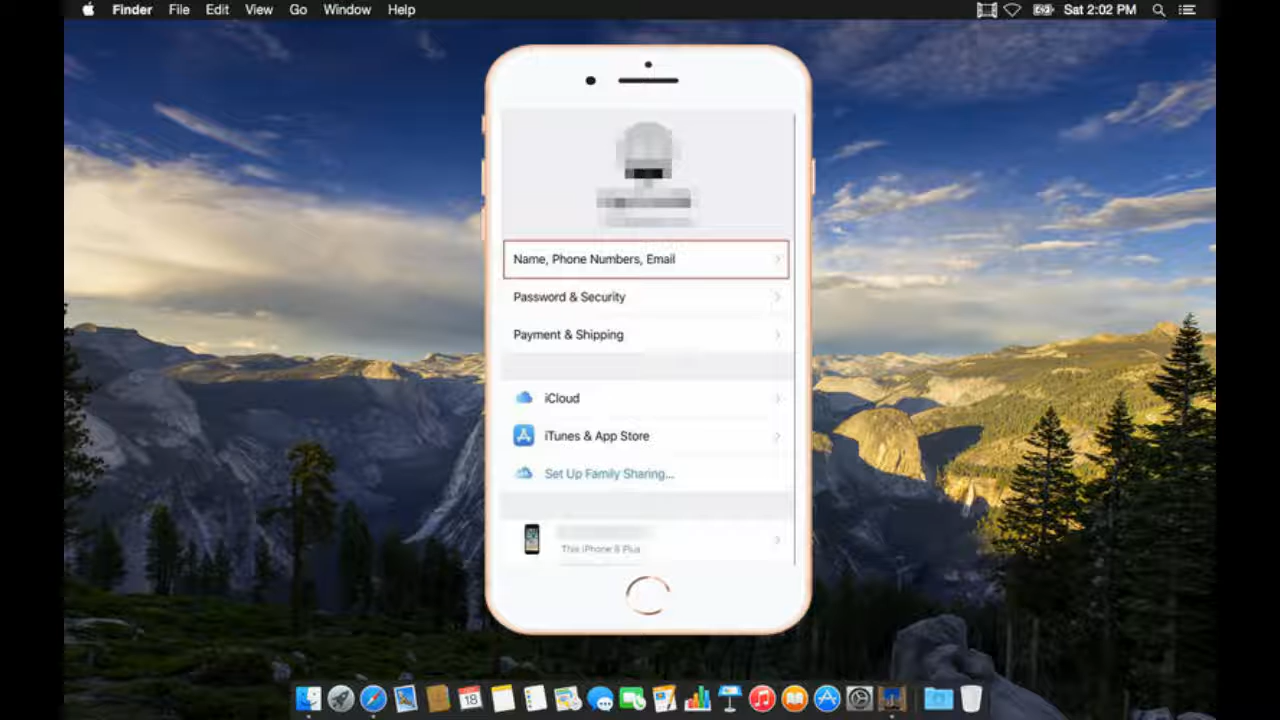 Finder File Edit View Go Window Help Sat 2:02 PM
Name, Phone Numbers, Email
Password & Security
Payment & Shipping
iCloud
iTunes & App Store
Set Up Family Sharing...
This iPhone 8 Plus
18